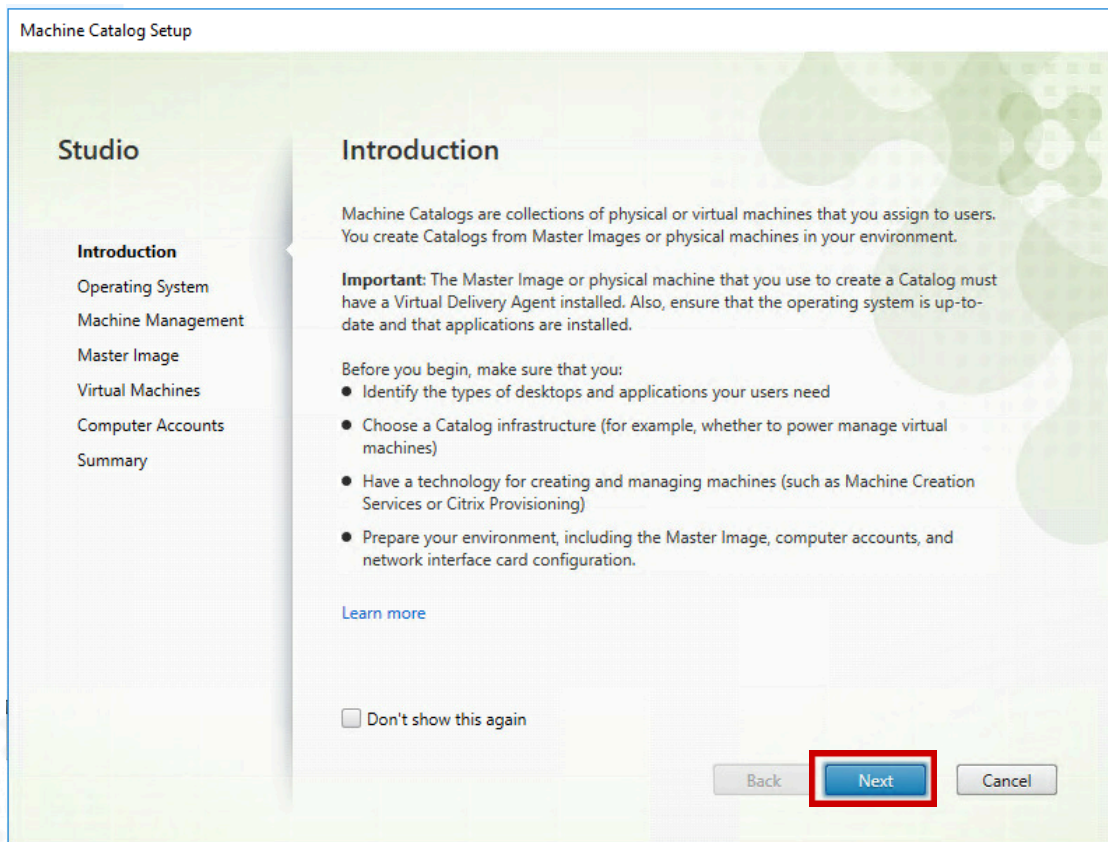 Machine Catalog Setup
Studio
Introduction
Operating System
Machine Management
Master Image
Virtual Machines
Computer Accounts
Summary
Introduction
Machine Catalogs are collections of physical or virtual machines that you assign to users.
You create Catalogs from Master Images or physical machines in your environment.
Important: The Master Image or physical machine that you use to create a Catalog must
have a Virtual Delivery Agent installed. Also, ensure that the operating system is up-to-
date and that applications are installed.
Before you begin, make sure that you:
● Identify the types of desktops and applications your users need
● Choose a Catalog infrastructure (for example, whether to power manage virtual
machines)
● Have a technology for creating and managing machines (such as Machine Creation
Services or Citrix Provisioning)
● Prepare your environment, including the Master Image, computer accounts, and
network interface card configuration.
Learn more
Don't show this again
Back Next Cancel